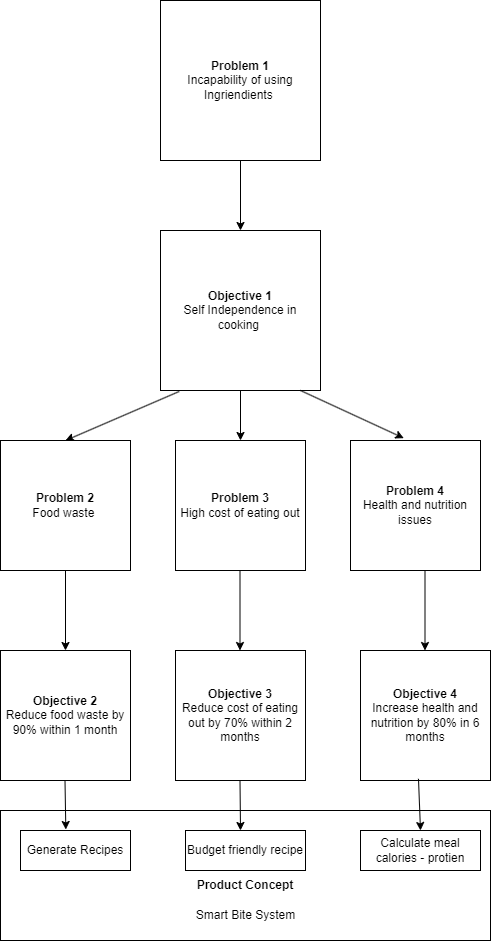 Problem 1
Incapability of using
Ingriendients
Objective 1
Self Independence in
cooking
Problem 2
Food waste
Problem 3
High cost of eating out
Problem 4
Health and nutrition
issues
Objective 2
Reduce food waste by
90% within 1 month
Objective 3
Reduce cost of eating
out by 70% within 2
months
Objective 4
Increase health and
nutrition by 80% in 6
months
Generate Recipes
Budget friendly recipe
Calculate meal
calories - protien
Product Concept
Smart Bite System